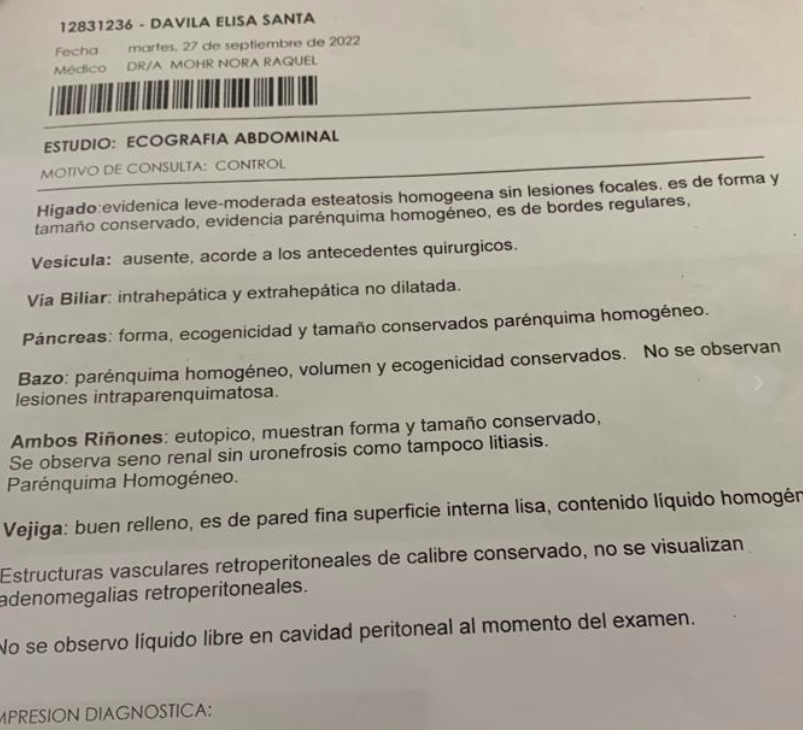 12831236 - DAVILA ELISA SANTA
Fecha martes, 27 de septiembre de 2022
Médico DR/A MOHR NORA RAQUEL
ESTUDIO: ECOGRAFIA ABDOMINAL
MOTIVO DE CONSULTA: CONTROL
Higado:evidenica leve-moderada esteatosis homogeena sin lesiones focales. es de forma y
tamaño conservado, evidencia parénquima homogéneo, es de bordes regulares,
Vesícula: ausente, acorde a los antecedentes quirurgicos.
Vía Biliar: intrahepática y extrahepática no dilatada.
Páncreas: forma, ecogenicidad y tamaño conservados parénquima homogéneo.
Bazo: parénquima homogéneo, volumen y ecogenicidad conservados. No se observan
lesiones intraparenquimatosa.
Ambos Riñones: eutopico, muestran forma y tamaño conservado,
Se observa seno renal sin uronefrosis como tampoco litiasis.
Parénquima Homogéneo.
Vejiga: buen relleno, es de pared fina superficie interna lisa, contenido líquido homogén
Estructuras vasculares retroperitoneales de calibre conservado, no se visualizan
adenomegalias retroperitoneales.
No se observo líquido libre en cavidad peritoneal al momento del examen.
MPRESION DIAGNOSTICA: